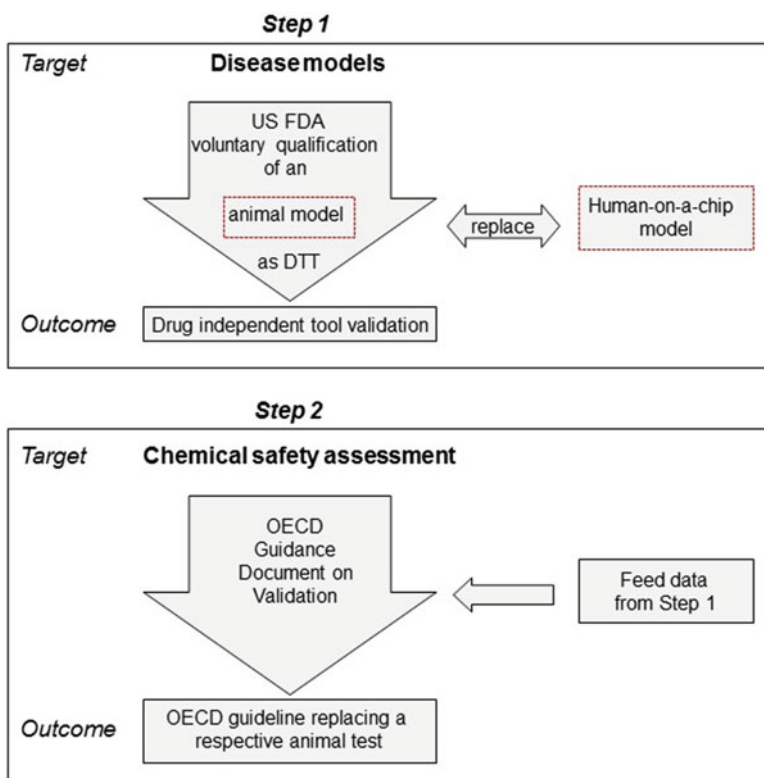 Step 1
Target Disease models
US FDA
voluntary qualification
of an
animal model
as DTT
replace
Human-on-a-chip
model
Outcome Drug independent tool validation
Step 2
Target Chemical safety assessment
OECD
Guidance
Document on
Validation
Feed data
from Step 1
Outcome OECD guideline replacing a
respective animal test